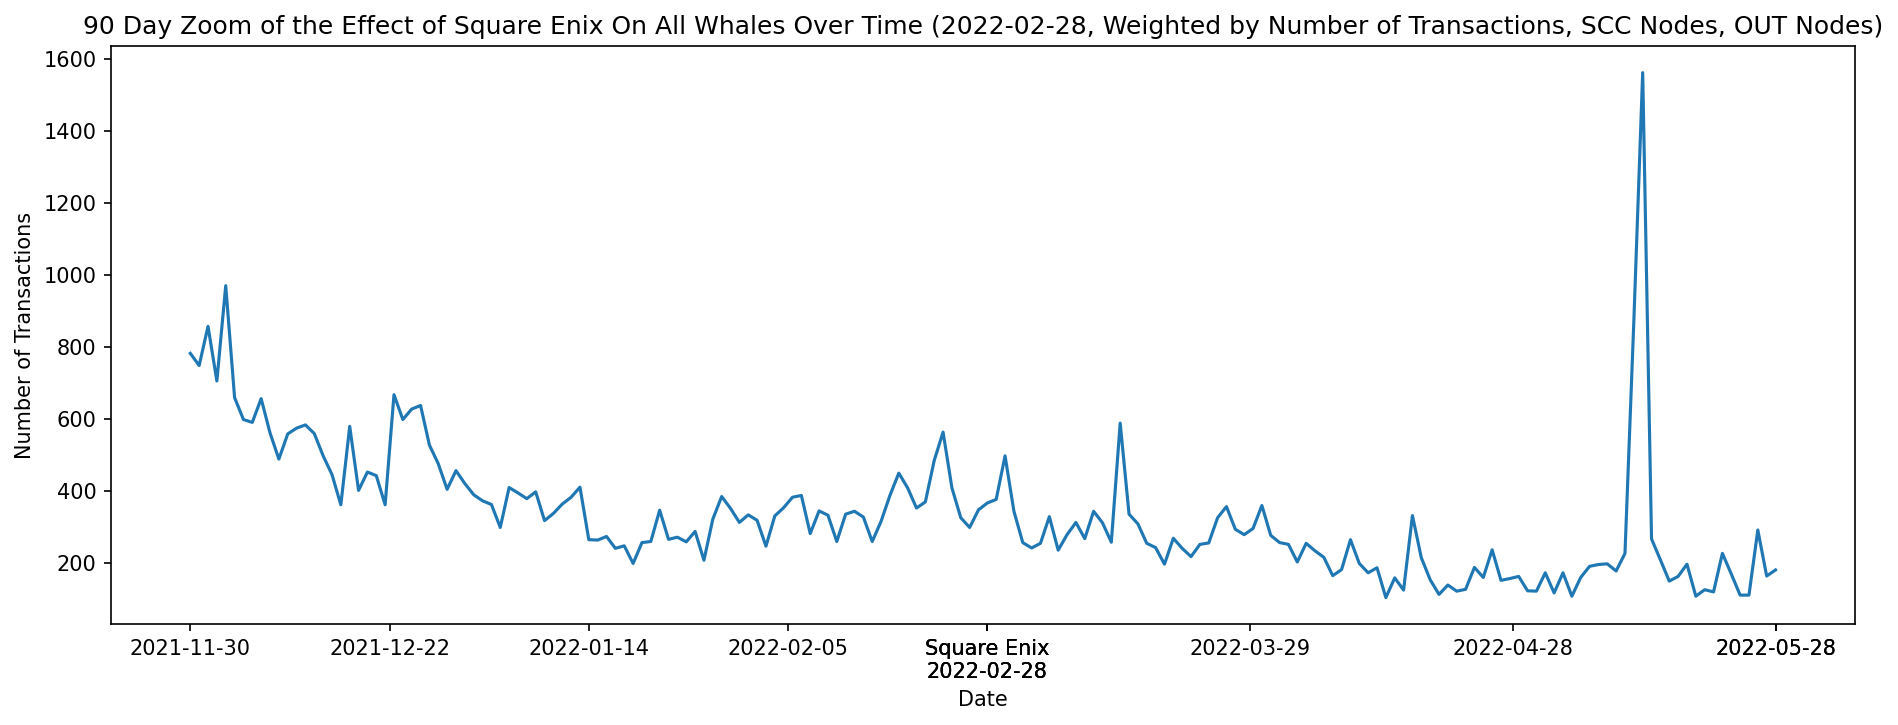 90 Day Zoom of the Effect of Square Enix On All Whales Over Time (2022-02-28, Weighted by Number of Transactions, SCC Nodes, OUT Nodes)
Number of Transactions
1600
1400
1200
1000
800
600
400
200
2021-11-30 2021-12-22 2022-01-14 2022-02-05 Square Enix 2022-03-29 2022-04-28 2022-05-28
2022-02-28
Date